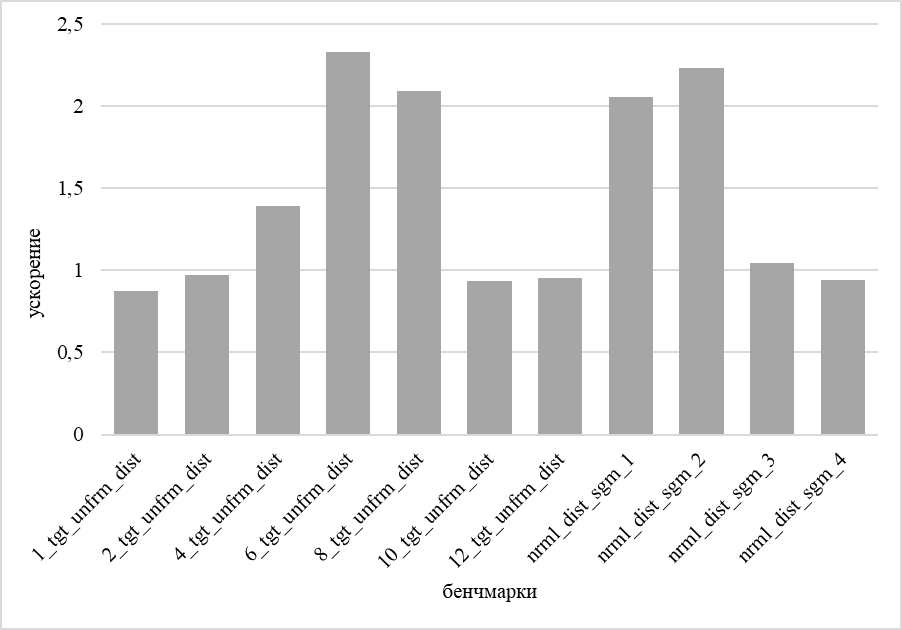 2,5
2
1,5
1
0,5
0
ускорение
1_tgt_unfrm_dist
2_tgt_unfrm_dist
4_tgt_unfrm_dist
6_tgt_unfrm_dist
8_tgt_unfrm_dist
10_tgt_unfrm_dist
12_tgt_unfrm_dist
nrml_dist_sgm_1
nrml_dist_sgm_2
nrml_dist_sgm_3
nrml_dist_sgm_4
бенчмарки